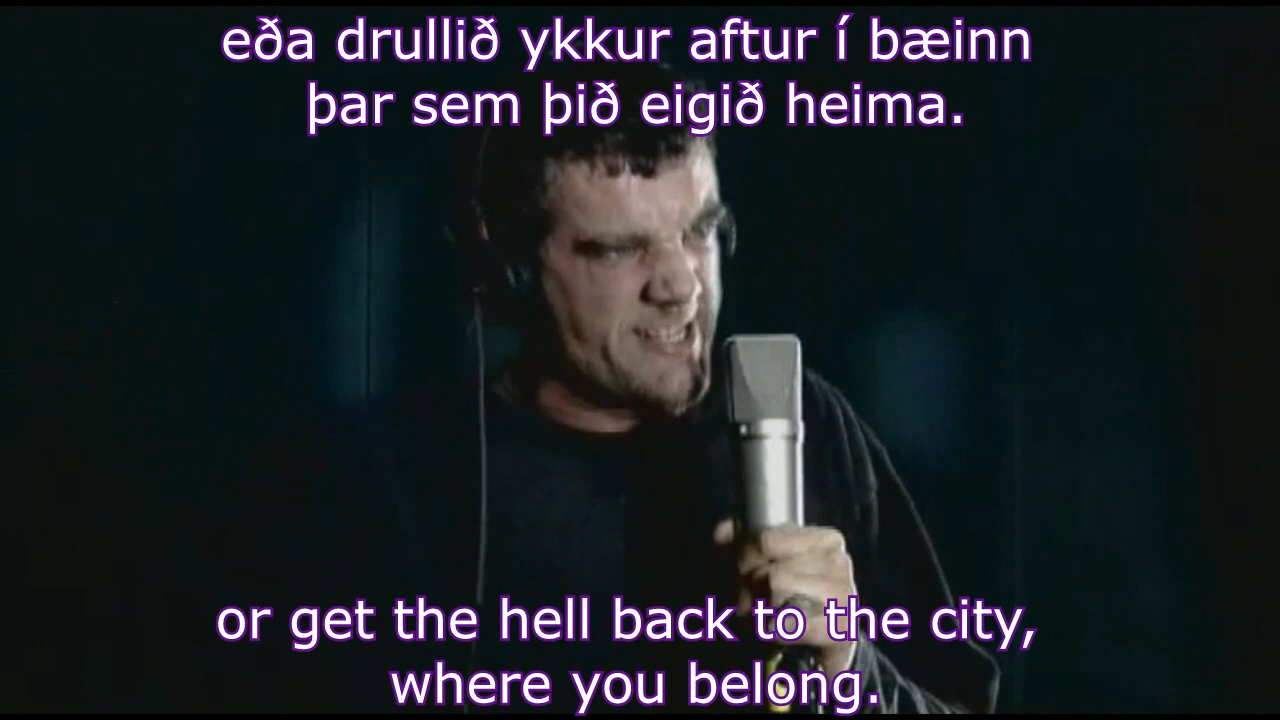 eða drullið ykkur aftur í bæinn
þar sem þið eigið heima.
or get the hell back to the city,
where you belong.